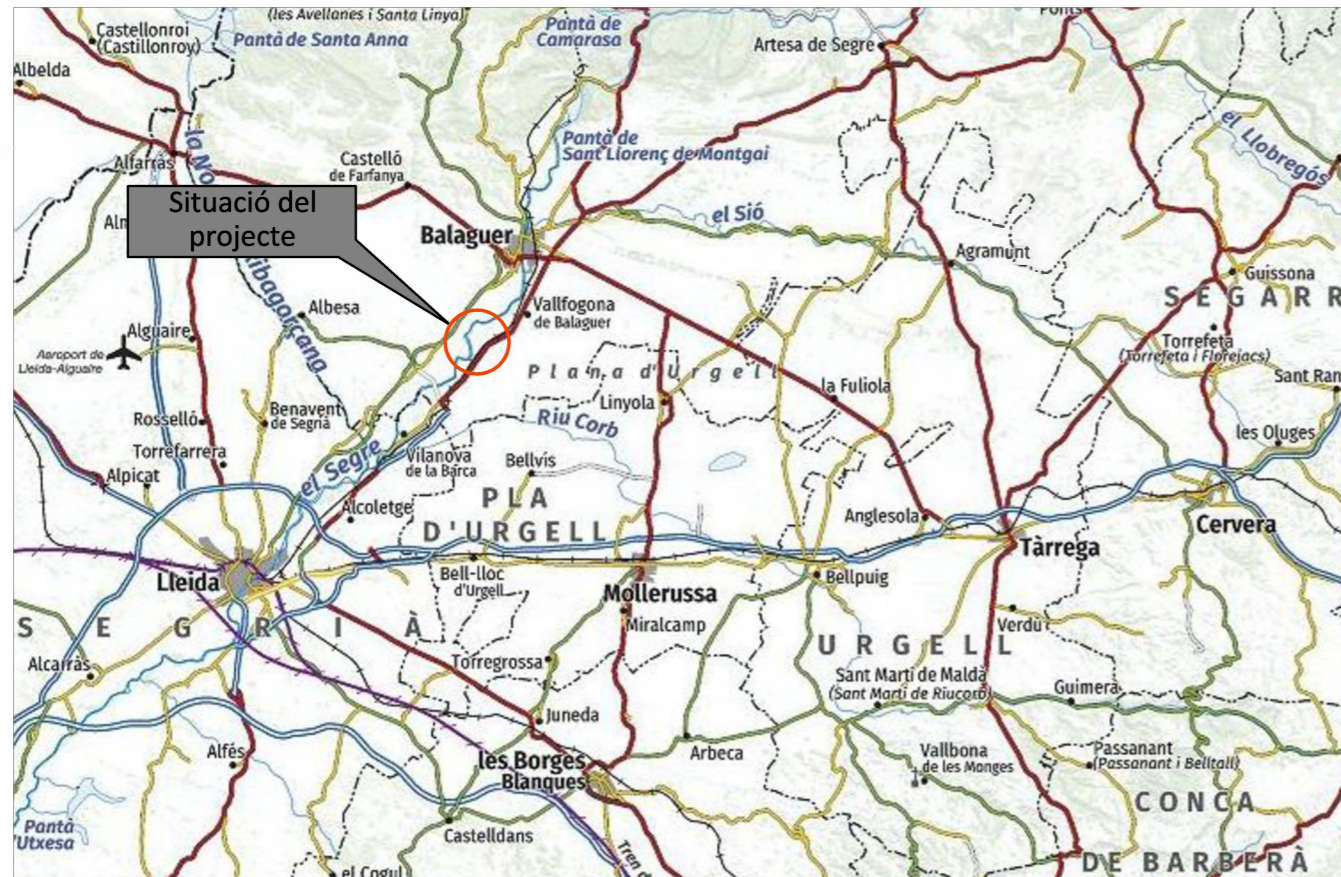 (les Avellanes i Santa Linya)
Castellonroi
(Castillonroy)
Pantà de Santa Anna
Pantà de
Camarasa
Artesa de Segre
Ponts
Albelda
el Llobregós
Pantà de
Sant Llorenç de Montgai
Alfarràs
la No
Castelló
de Farfanya
Situació del
projecte
Alm
el Sió
Balaguer
Agramunt
Ribagorçana
Guissona
SEGARR
Albesa
Vallfogona
de Balaguer
Alguaire
Torrefeta
(Torrefeta i Florejacs)
Aeroport de
Lleida-Alguaire
Plana d'Urgell
Sant Ram
la Fuliola
Linyola
Benavent
de Segrià
Rosselló
Riu Corb
les Oluges
Torrefarrera
el Segre
Vilanova
de la Barca
Bellvís
Alpicat
PLA
D'URGELL
Alcoletge
Anglesola
Cervera
Tàrrega
Lleida
Bell-lloc
d'Urgell
Bellpuig
Mollerussa
Miralcamp
Verdú
SEGRIÀ
URGELL
Alcarràs
Torregrossa
Sant Martí de Maldà
(Sant Martí de Riucorb)
Guimerà
Juneda
Alfés
Arbeca
Vallbona
de les Monges
Passanant
(Passanant i Belltall)
les Borges
Blanques
CONCA
DE BARBERÀ
Pantà
d'Utxesa
Castelldans
Tren d
el Cogul